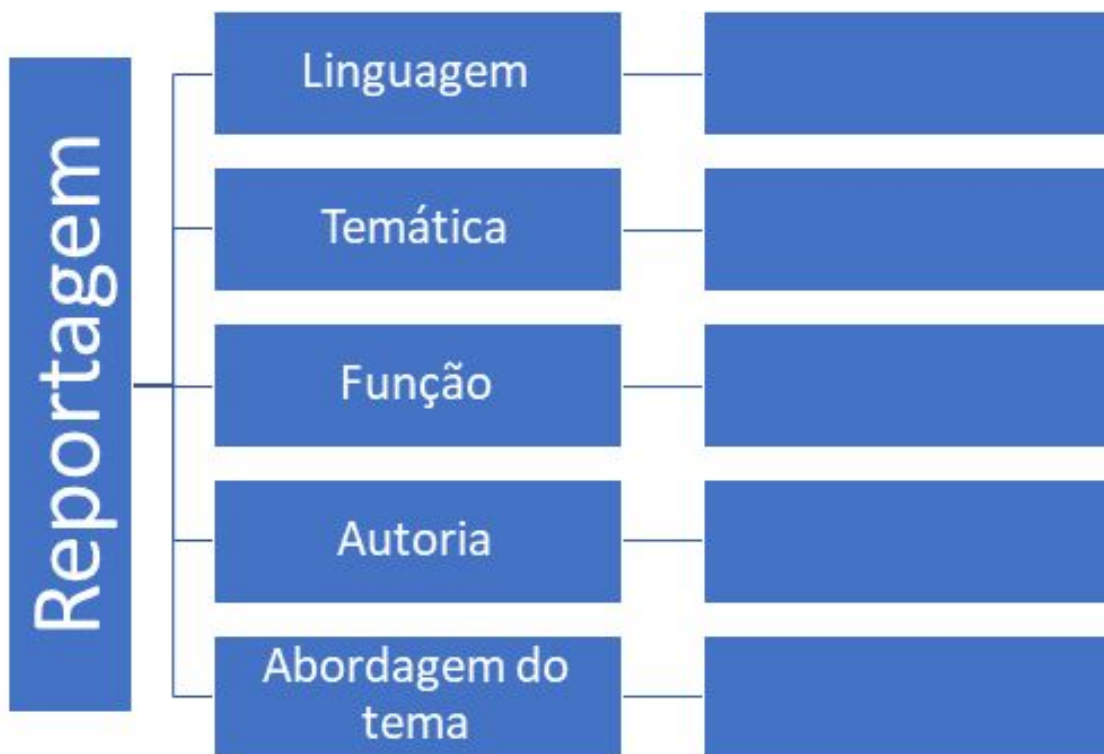 Reportagem
Linguagem
Temática
Função
Autoria
Abordagem do
tema